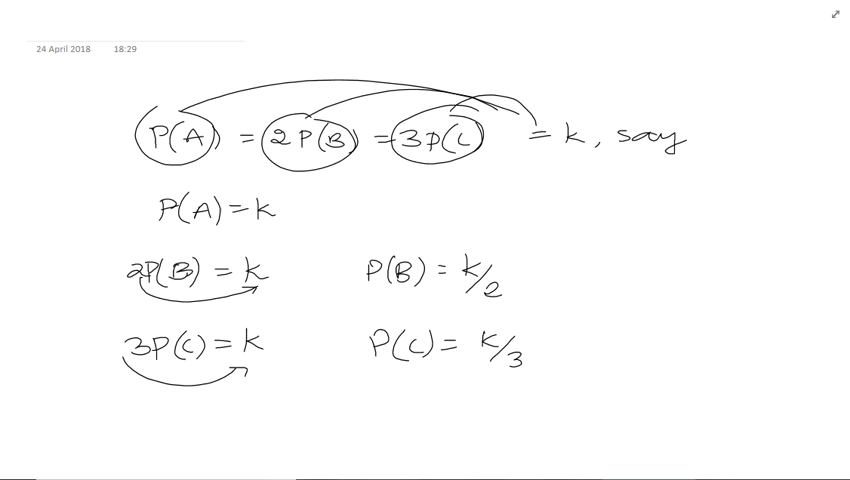 24 April 2018 18:29
P(A) = 2P(B) = 3P(C = k, say
P(A) = k
2P(B) = k P(B) = k/2
3P(C) = k P(C) = k/3